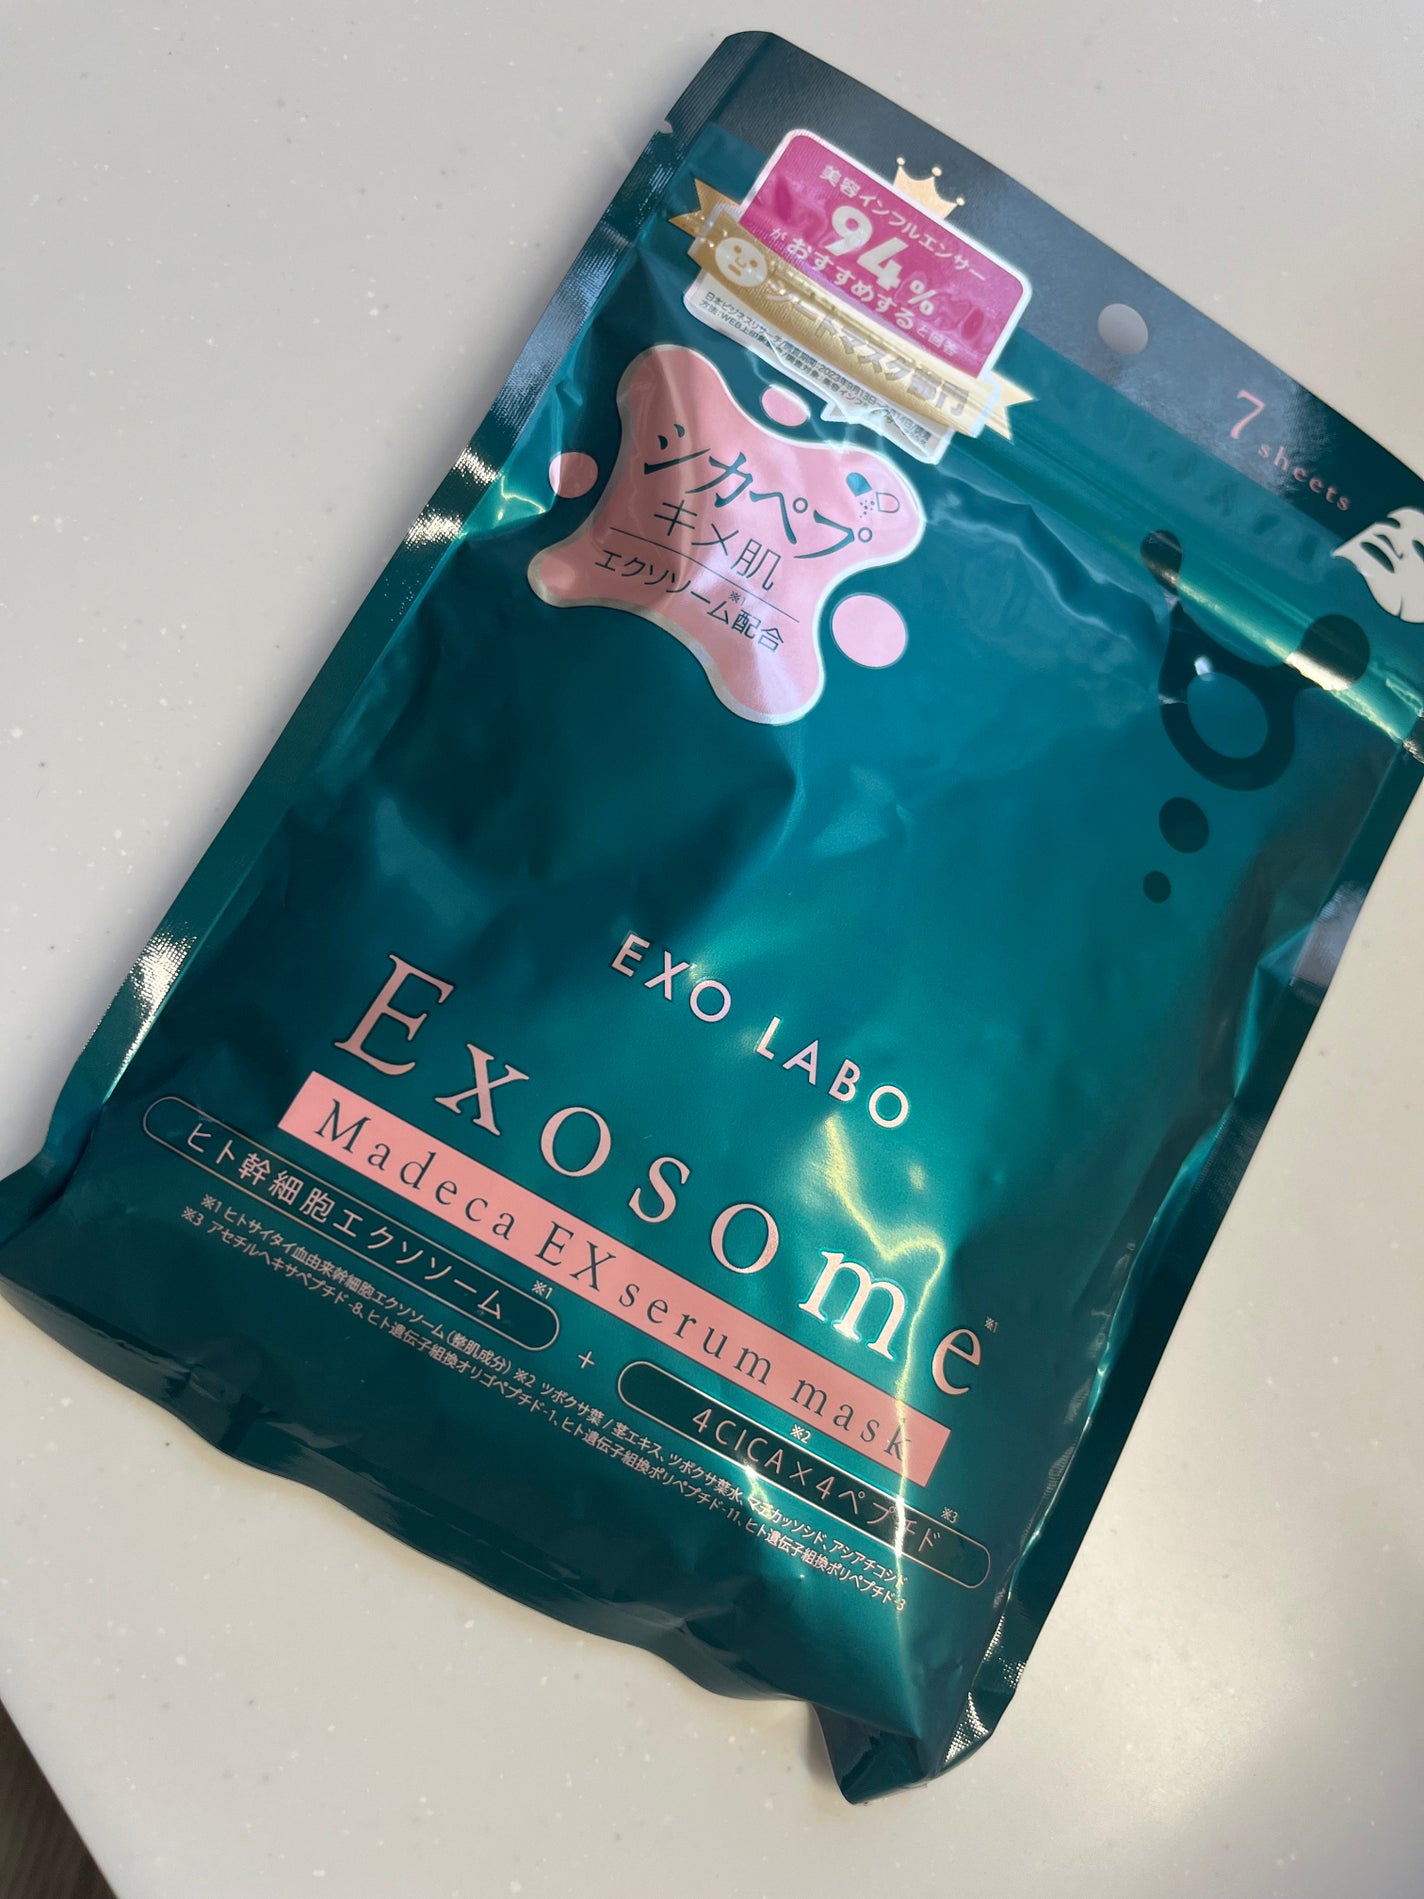 美容インフルエンサー
94%
がおすすめすると回答
シートマスク部門
7 sheets
シカペプ
キメ肌
エクソソーム※1配合
EXO LABO
Exosome※1
Madeca EX serum mask
ヒト幹細胞エクソソーム※1
+
4CICA※2×4ペプチド※3
※1 ヒトサイタイ血由来幹細胞エクソソーム(整肌成分) ※2 ツボクサ葉/茎エキス、ツボクサ葉水、マデカッソシド、アシアチコシド
※3 アセチルヘキサペプチド-8、ヒト遺伝子組換オリゴペプチド-1、ヒト遺伝子組換ポリペプチド-11、ヒト遺伝子組換ポリペプチド-3